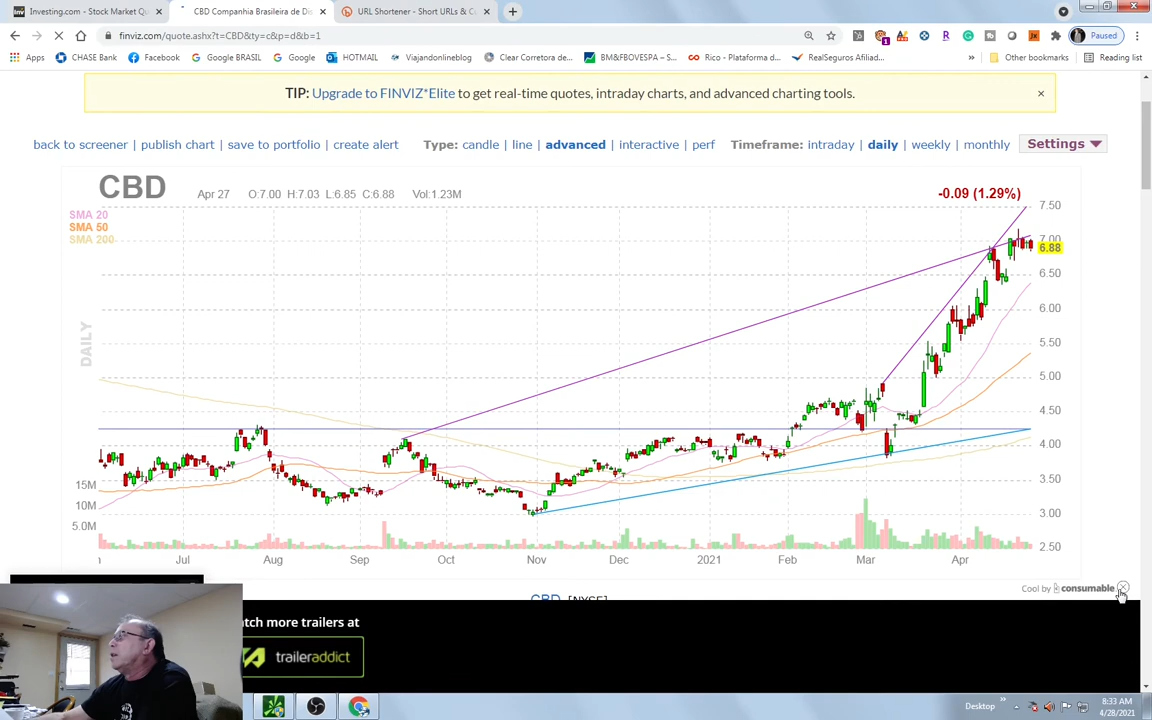 Investing.com - Stock Market Qu
CBD Companhia Brasileira de Dis
URL Shortener - Short URLs & C
finviz.com/quote.ashx?t=CBD&ty=c&p=d&b=1
Paused
Apps
CHASE Bank
Facebook
Google BRASIL
Google
HOTMAIL
Viajandonlineblog
Clear Corretora de...
BM&FBOVESPA – S...
Rico - Plataforma d...
RealSeguros Afiliad...
»
Other bookmarks
Reading list
TIP: Upgrade to FINVIZ*Elite to get real-time quotes, intraday charts, and advanced charting tools. ×
back to screener | publish chart | save to portfolio | create alert Type: candle | line | advanced | interactive | perf Timeframe: intraday | daily | weekly | monthly Settings
CBD Apr 27 O:7.00 H:7.03 L:6.85 C:6.88 Vol:1.23M -0.09 (1.29%)
SMA 20
SMA 50
SMA 200
DAILY
7.50
7.00
6.88
6.50
6.00
5.50
5.00
4.50
4.00
3.50
3.00
2.50
15M
10M
5.0M
Jul Aug Sep Oct Nov Dec 2021 Feb Mar Apr
CBD [NYSE]
Cool by consumable
tch more trailers at
traileraddict
Desktop »
8:33 AM
4/28/2021